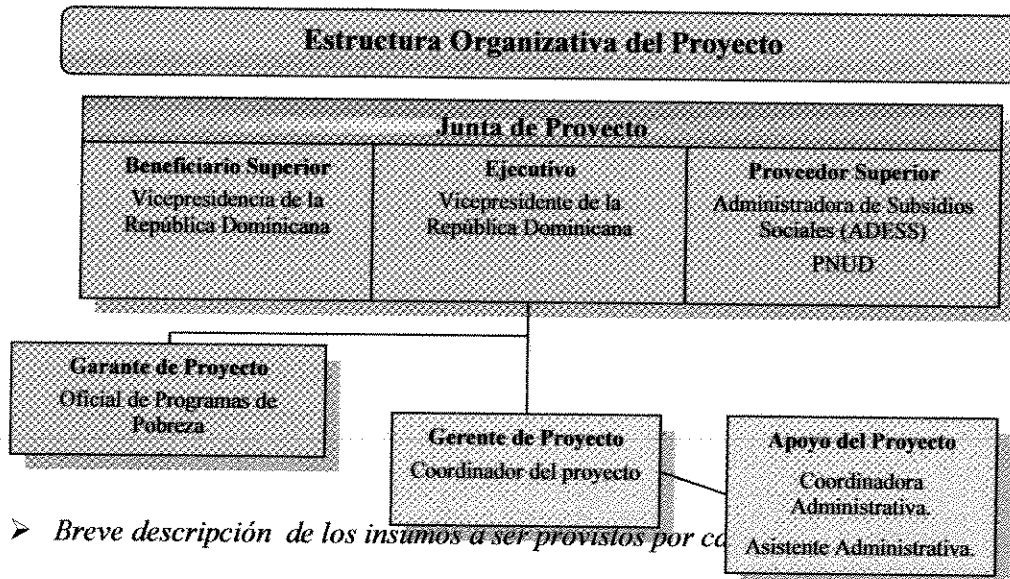 Estructura Organizativa del Proyecto
Junta de Proyecto
Beneficiario Superior
Vicepresidencia de la
República Dominicana
Ejecutivo
Vicepresidente de la
República Dominicana
Proveedor Superior
Administradora de Subsidios
Sociales (ADESS)
PNUD
Garante de Proyecto
Oficial de Programas de
Pobreza
Gerente de Proyecto
Coordinador del proyecto
Apoyo del Proyecto
Coordinadora
Administrativa.
Asistente Administrativa.
➢ Breve descripción de los insumos a ser provistos por